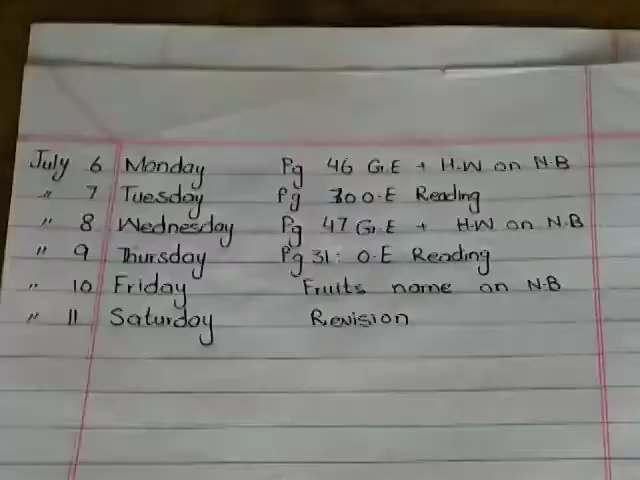 July 6 Monday Pg 46 G.E + H.W on N.B
" 7 Tuesday Pg 30 O.E Reading
" 8 Wednesday Pg 47 G.E + H.W on N.B
" 9 Thursday Pg 31: O.E Reading
" 10 Friday Fruits name on N.B
" 11 Saturday Revision